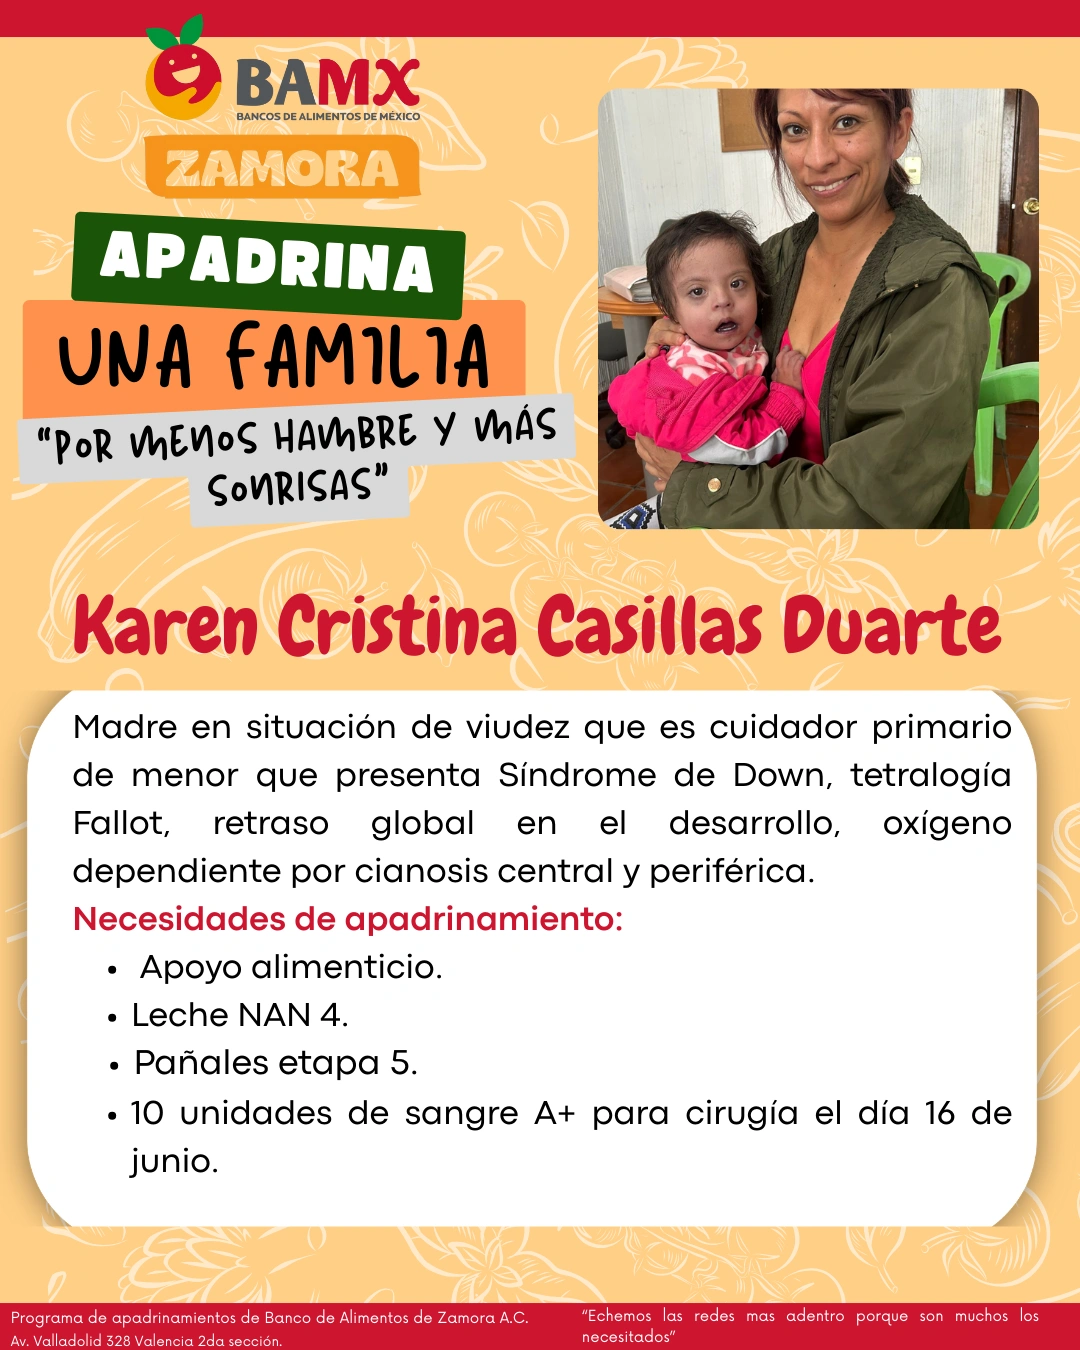 BAMX
BANCOS DE ALIMENTOS DE MÉXICO
ZAMORA
APADRINA
UNA FAMILIA
“POR MENOS HAMBRE Y MÁS
SONRISAS”
Karen Cristina Casillas Duarte
Madre en situación de viudez que es cuidador primario
de menor que presenta Síndrome de Down, tetralogía
Fallot, retraso global en el desarrollo, oxígeno
dependiente por cianosis central y periférica.
Necesidades de apadrinamiento:
• Apoyo alimenticio.
• Leche NAN 4.
• Pañales etapa 5.
• 10 unidades de sangre A+ para cirugía el día 16 de
junio.
Programa de apadrinamientos de Banco de Alimentos de Zamora A.C.
Av. Valladolid 328 Valencia 2da sección.
“Echemos las redes mas adentro porque son muchos los
necesitados”